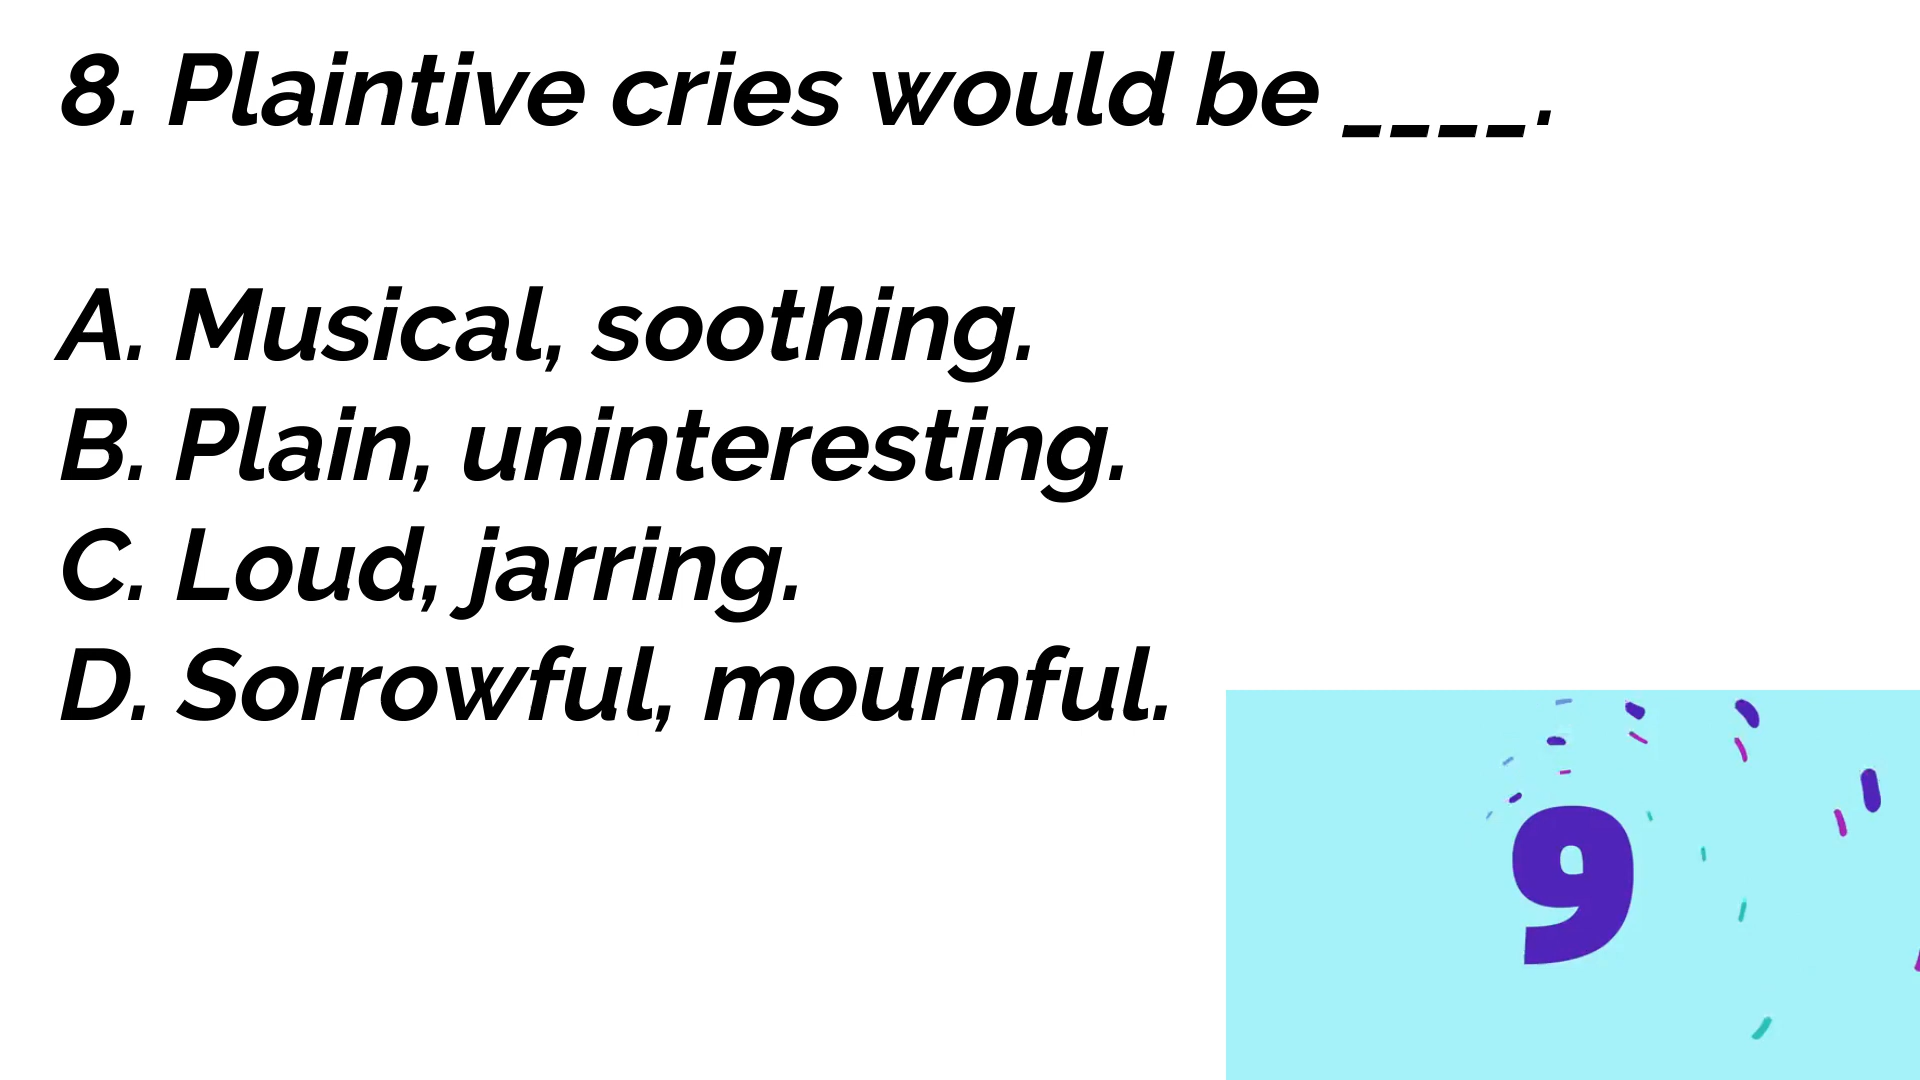 8. Plaintive cries would be ____.
A. Musical, soothing.
B. Plain, uninteresting.
C. Loud, jarring.
D. Sorrowful, mournful.
9